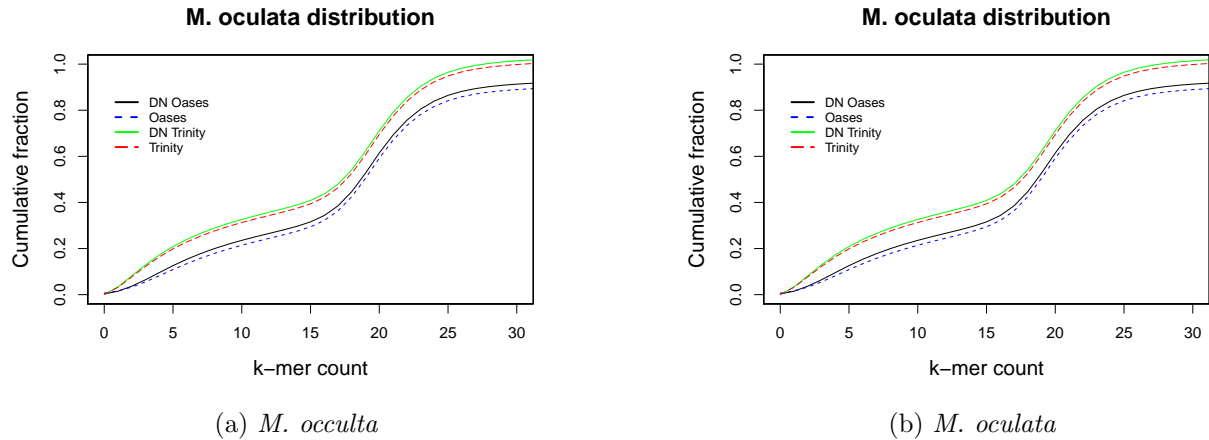 M. oculata distribution
Cumulative fraction
1.0
0.8
0.6
0.4
0.2
0.0
DN Oases
Oases
DN Trinity
Trinity
0 5 10 15 20 25 30
k−mer count
(a) M. occulta
M. oculata distribution
Cumulative fraction
1.0
0.8
0.6
0.4
0.2
0.0
DN Oases
Oases
DN Trinity
Trinity
0 5 10 15 20 25 30
k−mer count
(b) M. oculata